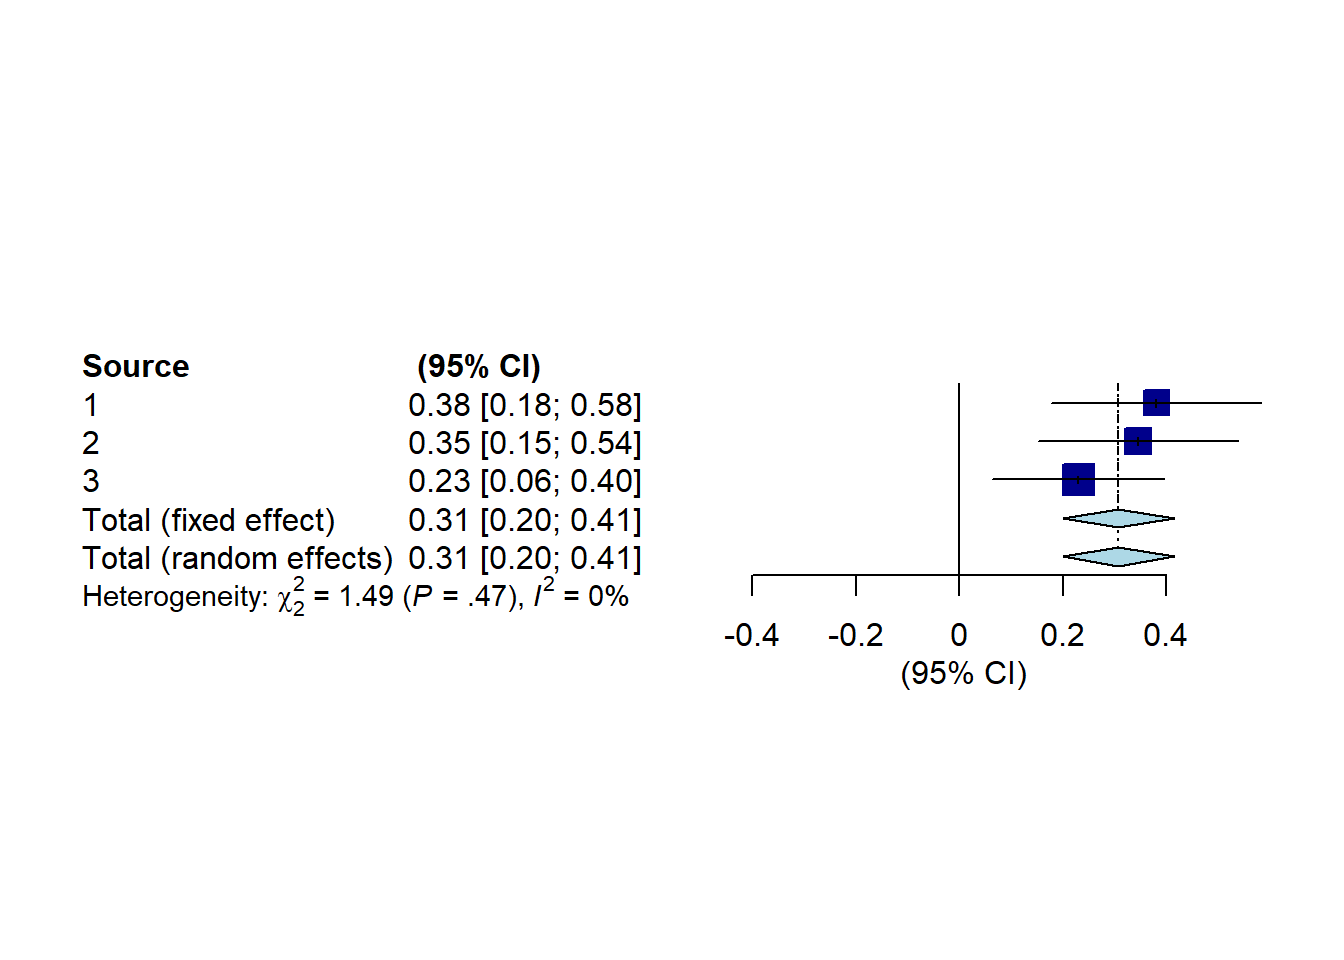 Source (95% CI)
1 0.38 [0.18; 0.58]
2 0.35 [0.15; 0.54]
3 0.23 [0.06; 0.40]
Total (fixed effect) 0.31 [0.20; 0.41]
Total (random effects) 0.31 [0.20; 0.41]
Heterogeneity: χ²₂ = 1.49 (P = .47), I² = 0%
-0.4 -0.2 0 0.2 0.4
(95% CI)